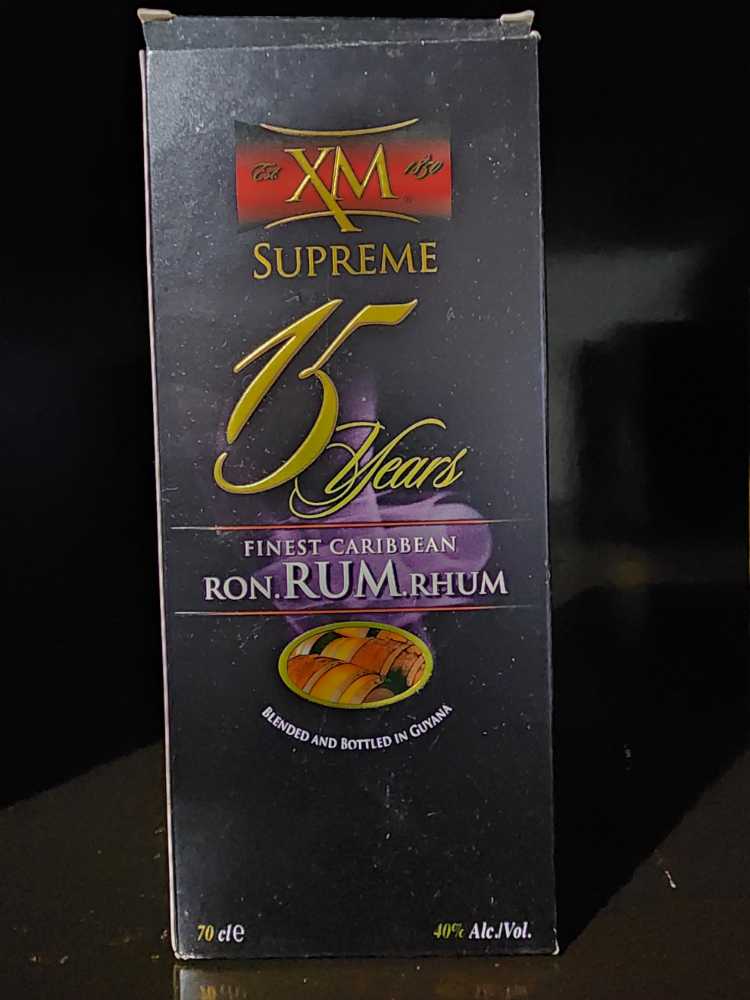 Est. XM 1850
®
SUPREME
15
Years
FINEST CARIBBEAN
RON.RUM.RHUM
BLENDED AND BOTTLED IN GUYANA
70 cl e
40% Alc./Vol.